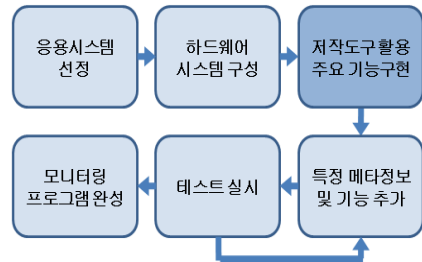 응용시스템
선정
하드웨어
시스템 구성
저작도구 활용
주요 기능구현
특정 메타정보
및 기능 추가
테스트 실시
모니터링
프로그램 완성